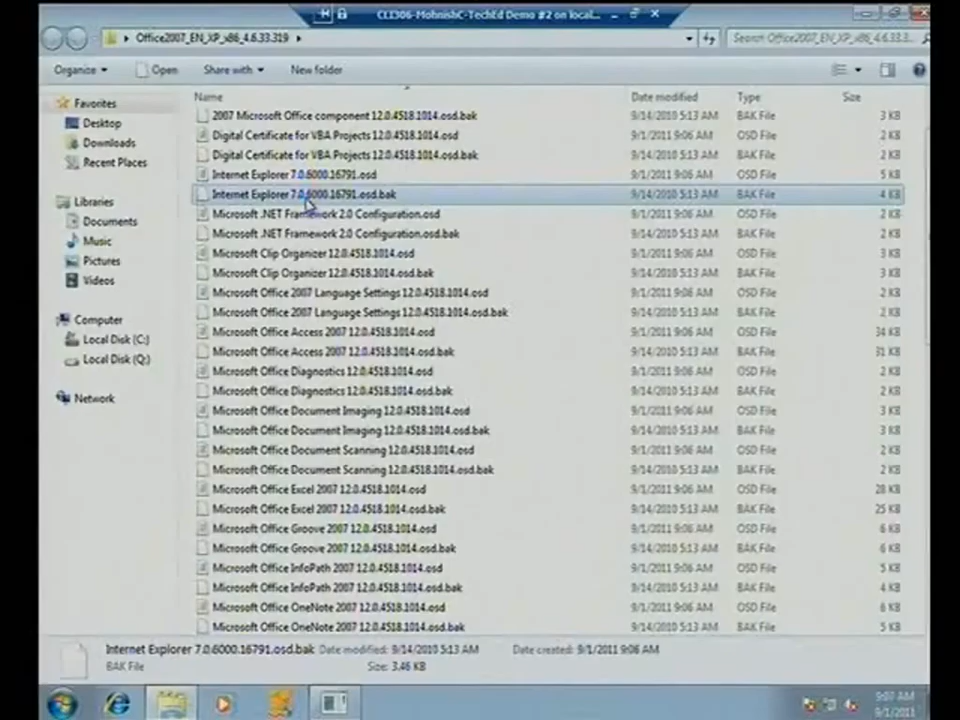 CLI306-MohnishC-TechEd Demo #2 on local...
Office2007_EN_XP_x86_4.6.33.319
Search Office2007_EN_XP_x86_4.6.33.3...
Organize Open Share with New folder
Name Date modified Type Size
Favorites
Desktop
Downloads
Recent Places
Libraries
Documents
Music
Pictures
Videos
Computer
Local Disk (C:)
Local Disk (Q:)
Network
2007 Microsoft Office component 12.0.4518.1014.osd.bak 9/14/2010 5:13 AM BAK File 3 KB
Digital Certificate for VBA Projects 12.0.4518.1014.osd 9/1/2011 9:06 AM OSD File 2 KB
Digital Certificate for VBA Projects 12.0.4518.1014.osd.bak 9/14/2010 5:13 AM BAK File 2 KB
Internet Explorer 7.0.6000.16791.osd 9/1/2011 9:06 AM OSD File 5 KB
Internet Explorer 7.0.6000.16791.osd.bak 9/14/2010 5:13 AM BAK File 4 KB
Microsoft .NET Framework 2.0 Configuration.osd 9/1/2011 9:06 AM OSD File 2 KB
Microsoft .NET Framework 2.0 Configuration.osd.bak 9/14/2010 5:13 AM BAK File 2 KB
Microsoft Clip Organizer 12.0.4518.1014.osd 9/1/2011 9:06 AM OSD File 3 KB
Microsoft Clip Organizer 12.0.4518.1014.osd.bak 9/14/2010 5:13 AM BAK File 3 KB
Microsoft Office 2007 Language Settings 12.0.4518.1014.osd 9/1/2011 9:06 AM OSD File 2 KB
Microsoft Office 2007 Language Settings 12.0.4518.1014.osd.bak 9/14/2010 5:13 AM BAK File 2 KB
Microsoft Office Access 2007 12.0.4518.1014.osd 9/1/2011 9:06 AM OSD File 34 KB
Microsoft Office Access 2007 12.0.4518.1014.osd.bak 9/14/2010 5:13 AM BAK File 31 KB
Microsoft Office Diagnostics 12.0.4518.1014.osd 9/1/2011 9:06 AM OSD File 2 KB
Microsoft Office Diagnostics 12.0.4518.1014.osd.bak 9/14/2010 5:13 AM BAK File 2 KB
Microsoft Office Document Imaging 12.0.4518.1014.osd 9/1/2011 9:06 AM OSD File 3 KB
Microsoft Office Document Imaging 12.0.4518.1014.osd.bak 9/14/2010 5:13 AM BAK File 3 KB
Microsoft Office Document Scanning 12.0.4518.1014.osd 9/1/2011 9:06 AM OSD File 2 KB
Microsoft Office Document Scanning 12.0.4518.1014.osd.bak 9/14/2010 5:13 AM BAK File 2 KB
Microsoft Office Excel 2007 12.0.4518.1014.osd 9/1/2011 9:06 AM OSD File 28 KB
Microsoft Office Excel 2007 12.0.4518.1014.osd.bak 9/14/2010 5:13 AM BAK File 25 KB
Microsoft Office Groove 2007 12.0.4518.1014.osd 9/1/2011 9:06 AM OSD File 6 KB
Microsoft Office Groove 2007 12.0.4518.1014.osd.bak 9/14/2010 5:13 AM BAK File 6 KB
Microsoft Office InfoPath 2007 12.0.4518.1014.osd 9/1/2011 9:06 AM OSD File 5 KB
Microsoft Office InfoPath 2007 12.0.4518.1014.osd.bak 9/14/2010 5:13 AM BAK File 4 KB
Microsoft Office OneNote 2007 12.0.4518.1014.osd 9/1/2011 9:06 AM OSD File 6 KB
Microsoft Office OneNote 2007 12.0.4518.1014.osd.bak 9/14/2010 5:13 AM BAK File 5 KB
Internet Explorer 7.0.6000.16791.osd.bak Date modified: 9/14/2010 5:13 AM Date created: 9/1/2011 9:06 AM
BAK File Size: 3.46 KB
9:07 AM
9/1/2011